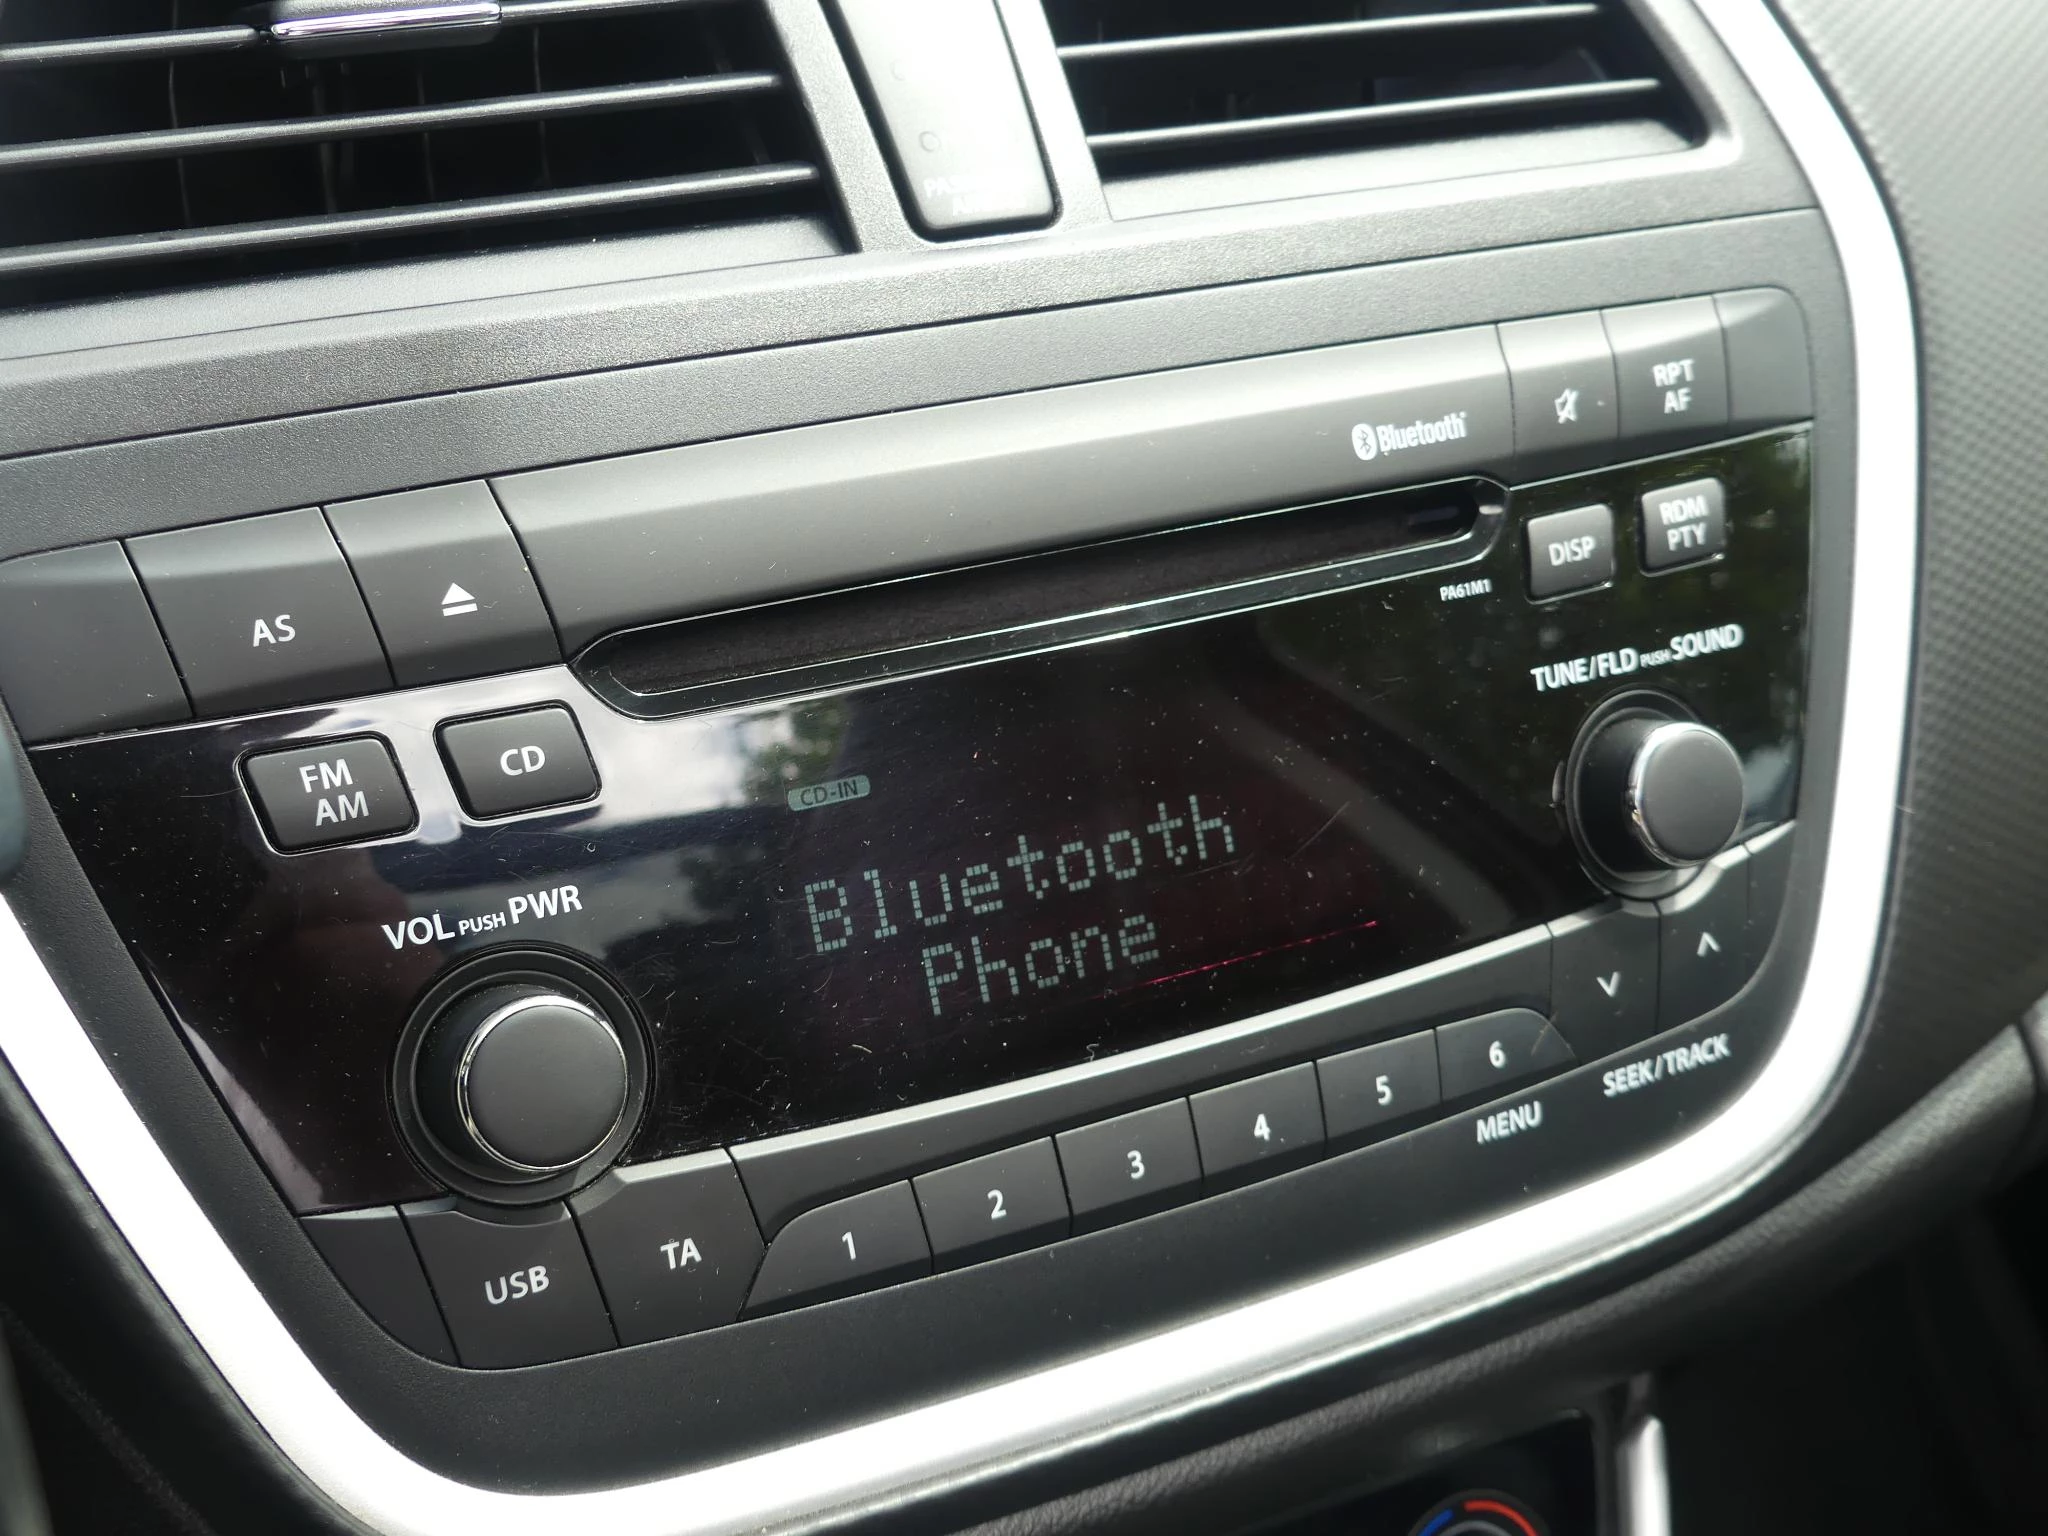 Bluetooth
RPT
AF
AS
DISP
RDM
PTY
PA61M1
FM
AM
CD
TUNE/FLD PUSH SOUND
CD-IN
Bluetooth
Phone
VOL PUSH PWR
USB
TA
1
2
3
4
5
6
MENU
SEEK/TRACK